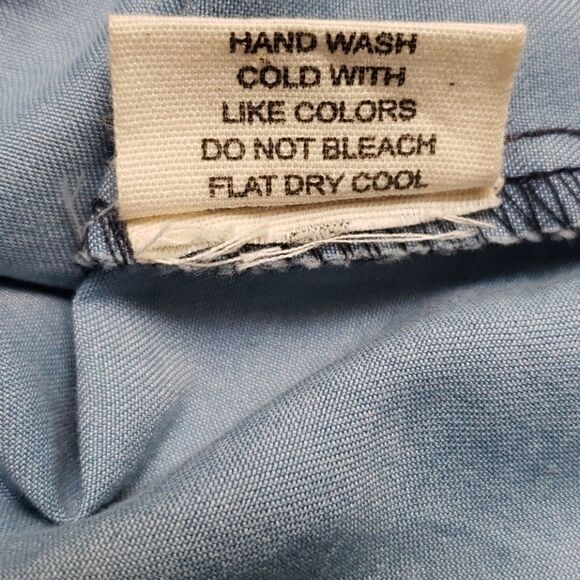 HAND WASH
COLD WITH
LIKE COLORS
DO NOT BLEACH
FLAT DRY COOL